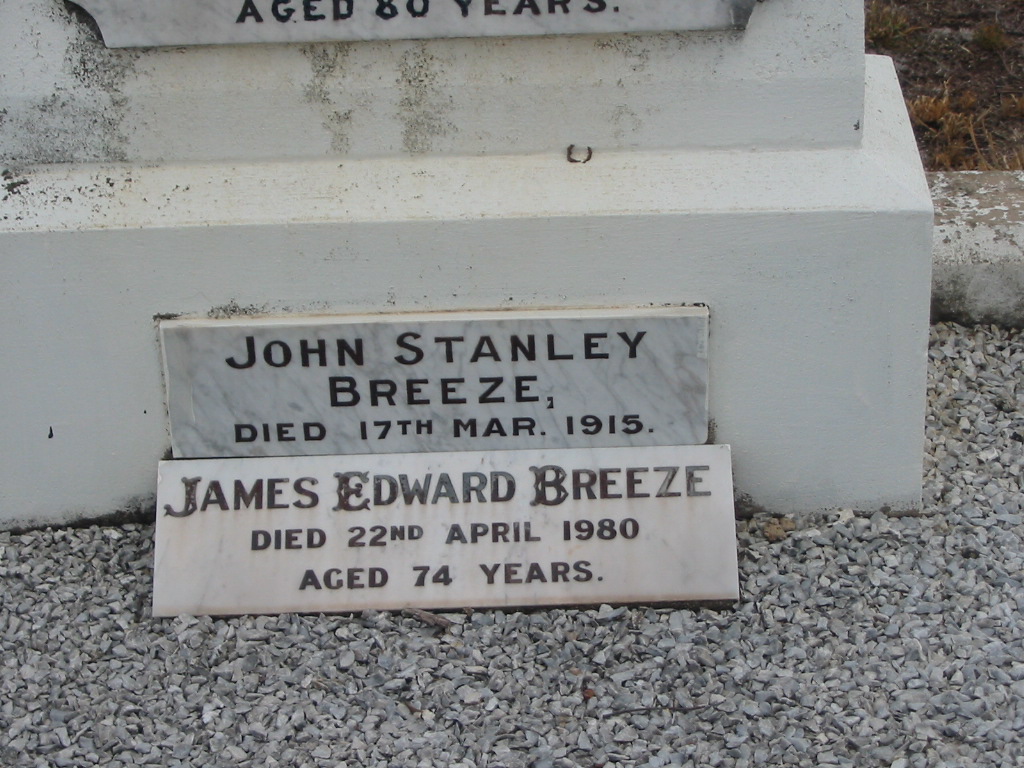 AGED 80 YEARS.
JOHN STANLEY
BREEZE,
DIED 17TH MAR. 1915.
JAMES EDWARD BREEZE
DIED 22ND APRIL 1980
AGED 74 YEARS.